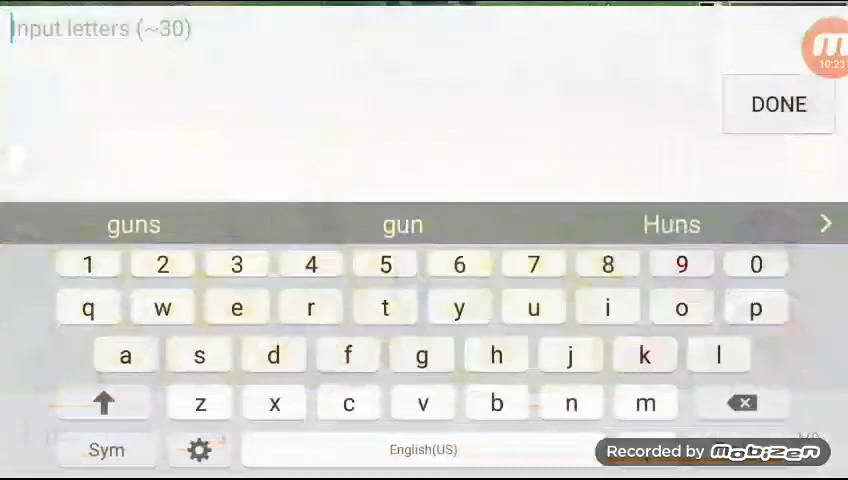 Input letters (~30)
10:23
DONE
guns gun Huns
1 2 3 4 5 6 7 8 9 0
q w e r t y u i o p
a s d f g h j k l
z x c v b n m
Sym English(US)
Recorded by mobizen